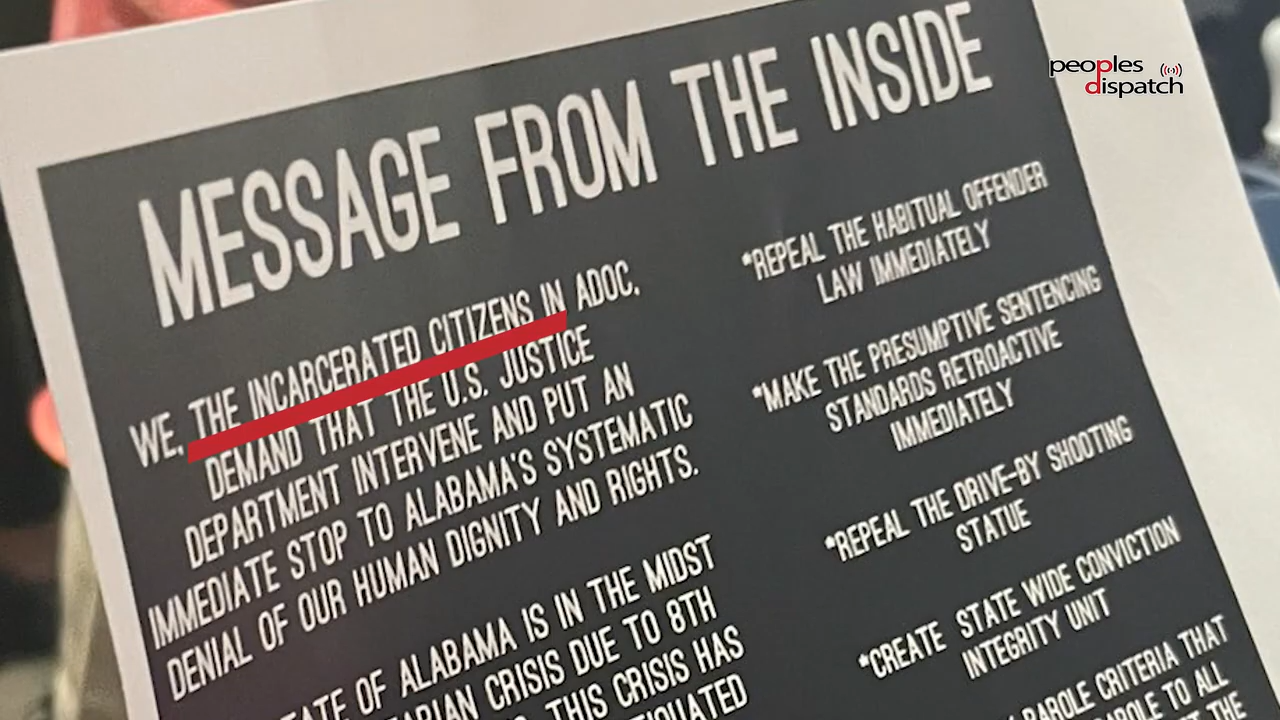 peoples
dispatch
MESSAGE FROM THE INSIDE
WE, THE INCARCERATED CITIZENS IN ADOC,
DEMAND THAT THE U.S. JUSTICE
DEPARTMENT INTERVENE AND PUT AN
IMMEDIATE STOP TO ALABAMA'S SYSTEMATIC
DENIAL OF OUR HUMAN DIGNITY AND RIGHTS.
OF ALABAMA IS IN THE MIDST
CRISIS DUE TO 8TH
THIS CRISIS HAS
*REPEAL THE HABITUAL OFFENDER
LAW IMMEDIATELY
*MAKE THE PRESUMPTIVE SENTENCING
STANDARDS RETROACTIVE
IMMEDIATELY
*REPEAL THE DRIVE-BY SHOOTING
STATUE
*CREATE STATE WIDE CONVICTION
INTEGRITY UNIT
PAROLE CRITERIA THAT
TO ALL
THE